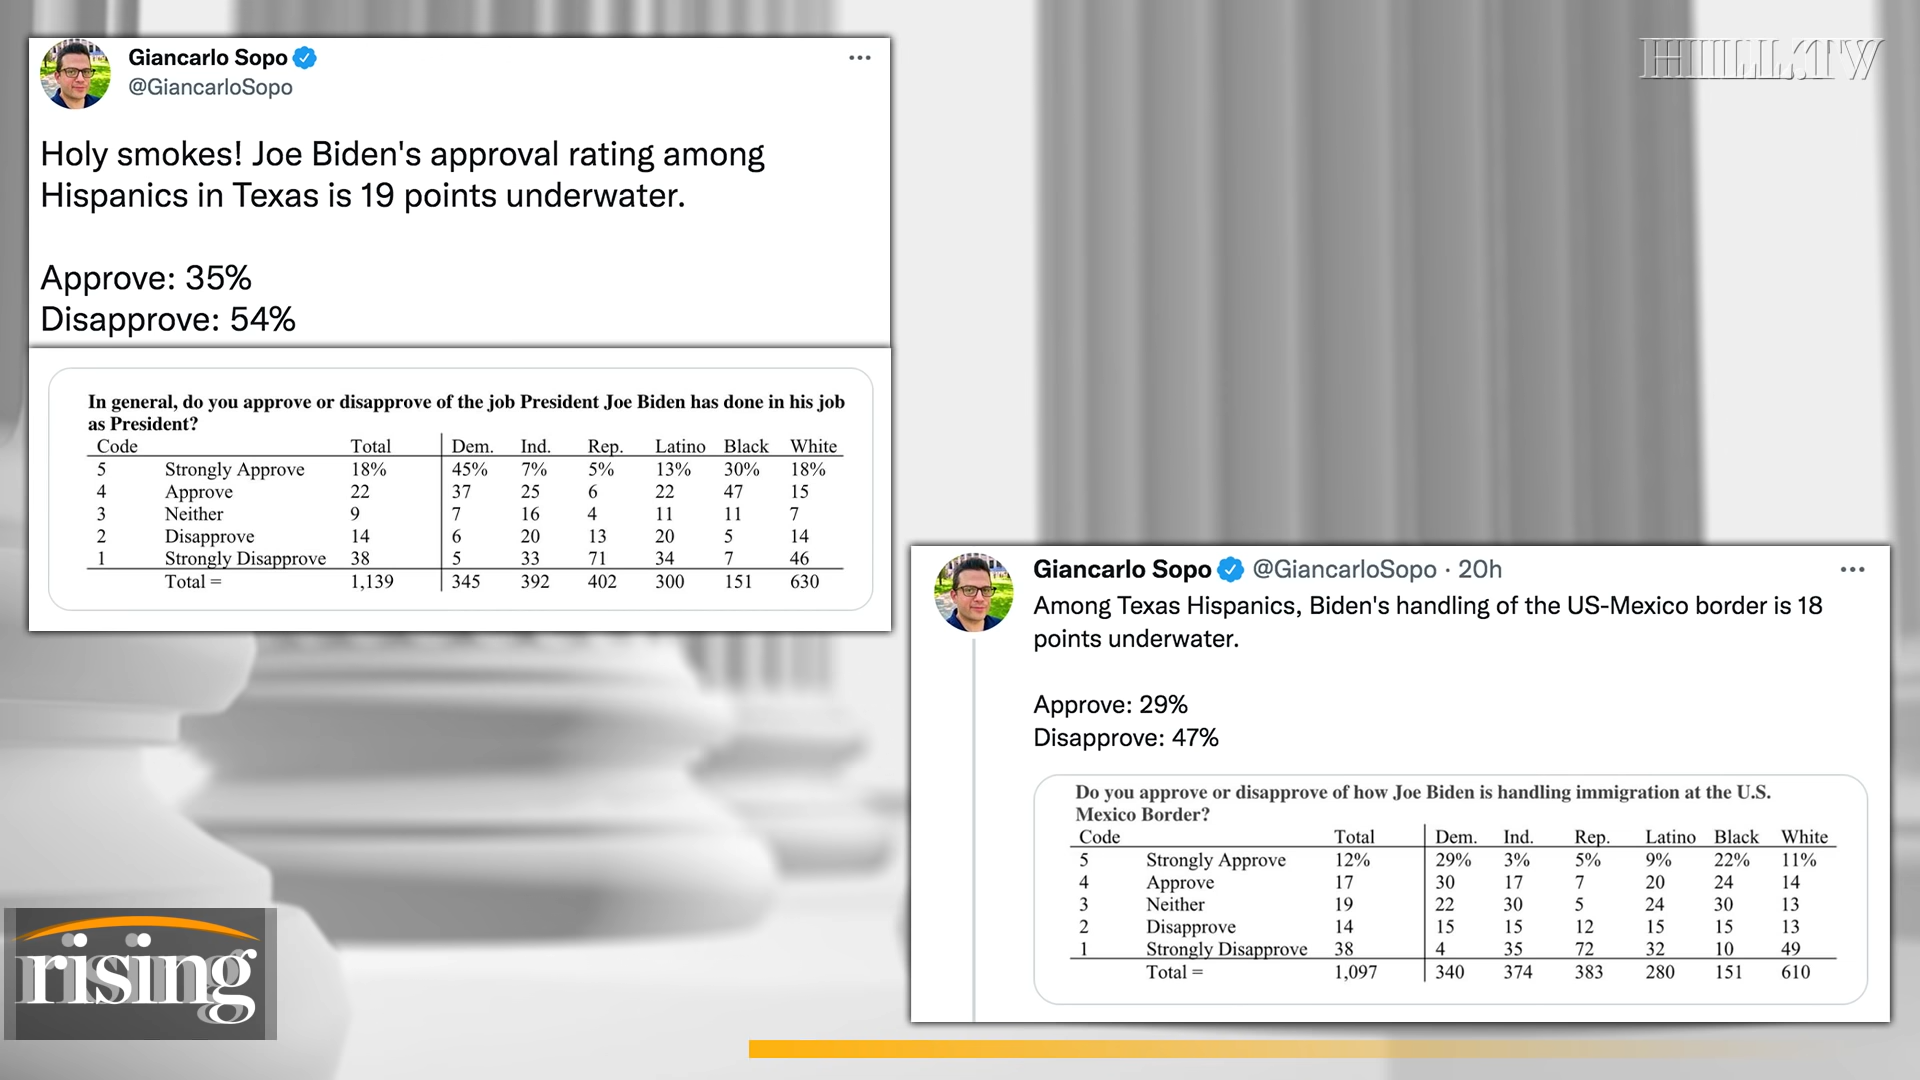 HILL.TV
Giancarlo Sopo
@GiancarloSopo
Holy smokes! Joe Biden's approval rating among
Hispanics in Texas is 19 points underwater.
Approve: 35%
Disapprove: 54%
In general, do you approve or disapprove of the job President Joe Biden has done in his job
as President?
Code Total Dem. Ind. Rep. Latino Black White
5 Strongly Approve 18% 45% 7% 5% 13% 30% 18%
4 Approve 22 37 25 6 22 47 15
3 Neither 9 7 16 4 11 11 7
2 Disapprove 14 6 20 13 20 5 14
1 Strongly Disapprove 38 5 33 71 34 7 46
Total = 1,139 345 392 402 300 151 630
Giancarlo Sopo @GiancarloSopo · 20h
Among Texas Hispanics, Biden's handling of the US-Mexico border is 18
points underwater.
Approve: 29%
Disapprove: 47%
Do you approve or disapprove of how Joe Biden is handling immigration at the U.S.
Mexico Border?
Code Total Dem. Ind. Rep. Latino Black White
5 Strongly Approve 12% 29% 3% 5% 9% 22% 11%
4 Approve 17 30 17 7 20 24 14
3 Neither 19 22 30 5 24 30 13
2 Disapprove 14 15 15 12 15 15 13
1 Strongly Disapprove 38 4 35 72 32 10 49
Total = 1,097 340 374 383 280 151 610
rising